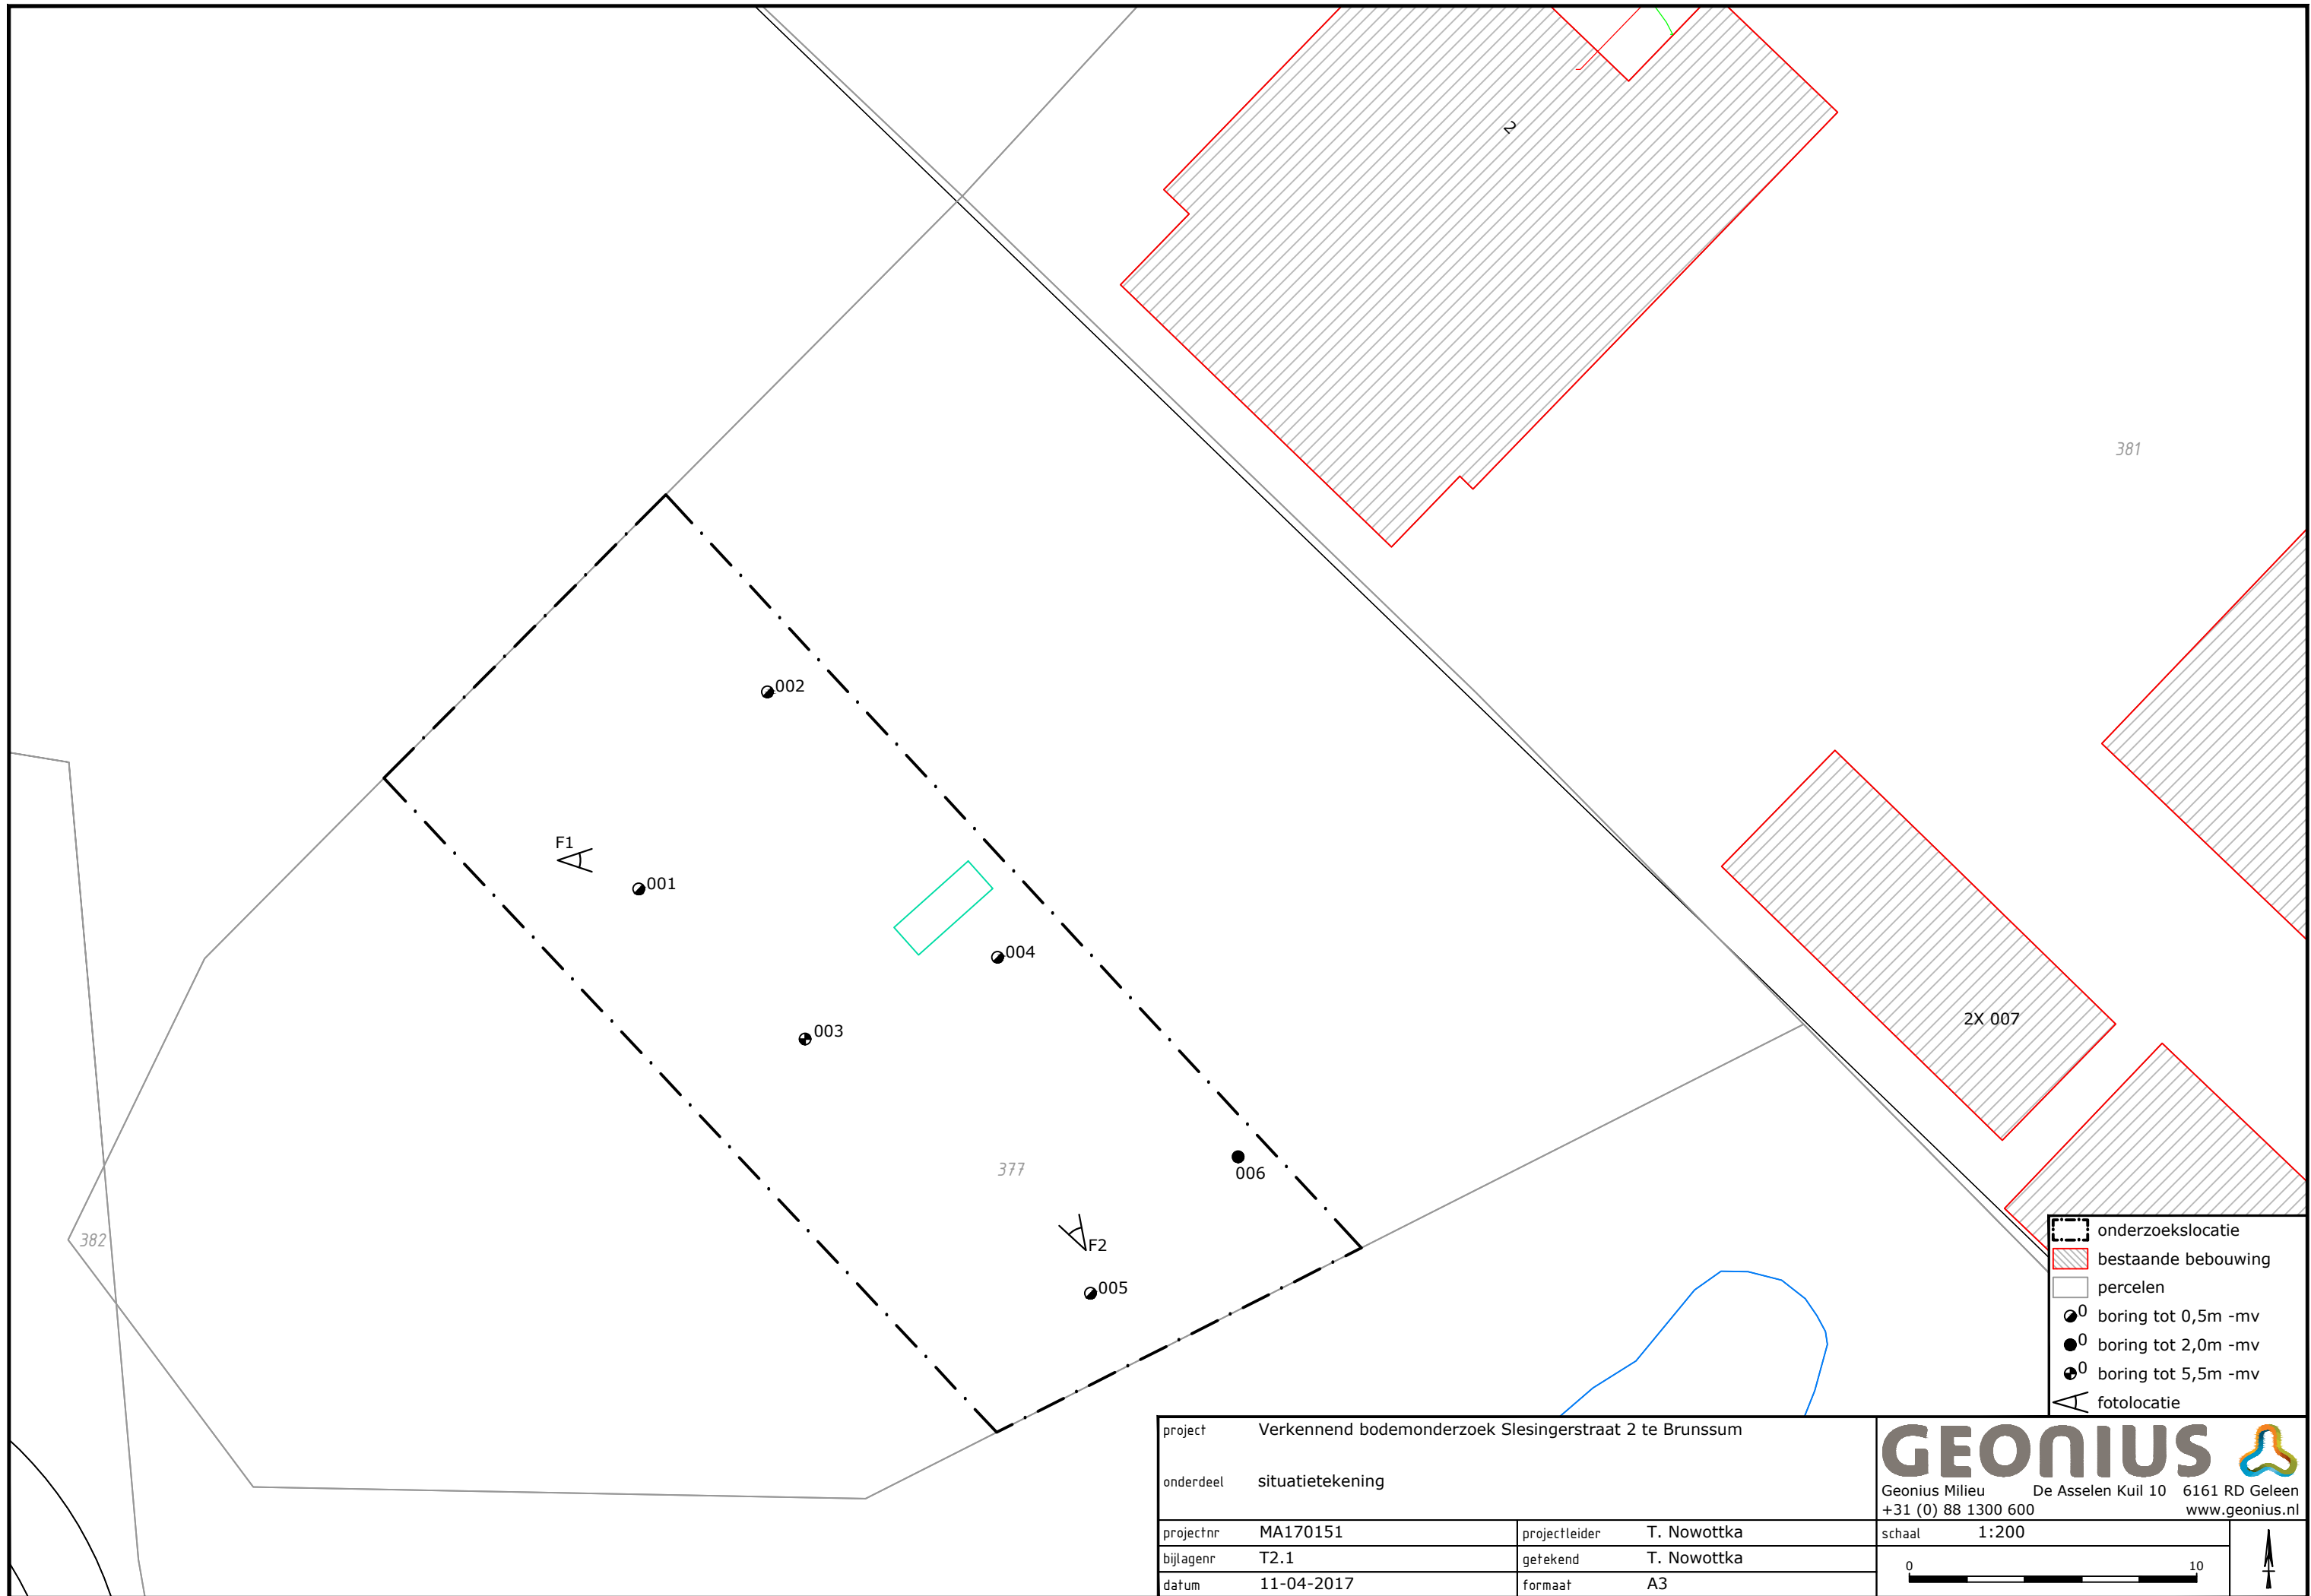 2
381
002
F1
001
004
003
2X 007
377
006
382
F2
005
onderzoekslocatie
bestaande bebouwing
percelen
0 boring tot 0,5m -mv
0 boring tot 2,0m -mv
0 boring tot 5,5m -mv
fotolocatie
project Verkennend bodemonderzoek Slesingerstraat 2 te Brunssum
onderdeel situatietekening
GEONIUS
Geonius Milieu De Asselen Kuil 10 6161 RD Geleen
+31 (0) 88 1300 600 www.geonius.nl
projectnr MA170151 projectleider T. Nowottka schaal 1:200
bijlagenr T2.1 getekend T. Nowottka
0 10
datum 11-04-2017 formaat A3